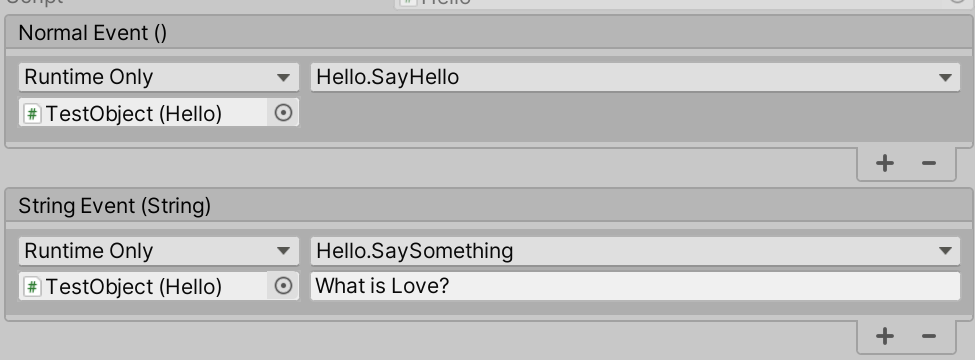 Script
Hello
Normal Event ()
Runtime Only
Hello.SayHello
# TestObject (Hello)
String Event (String)
Runtime Only
Hello.SaySomething
# TestObject (Hello)
What is Love?